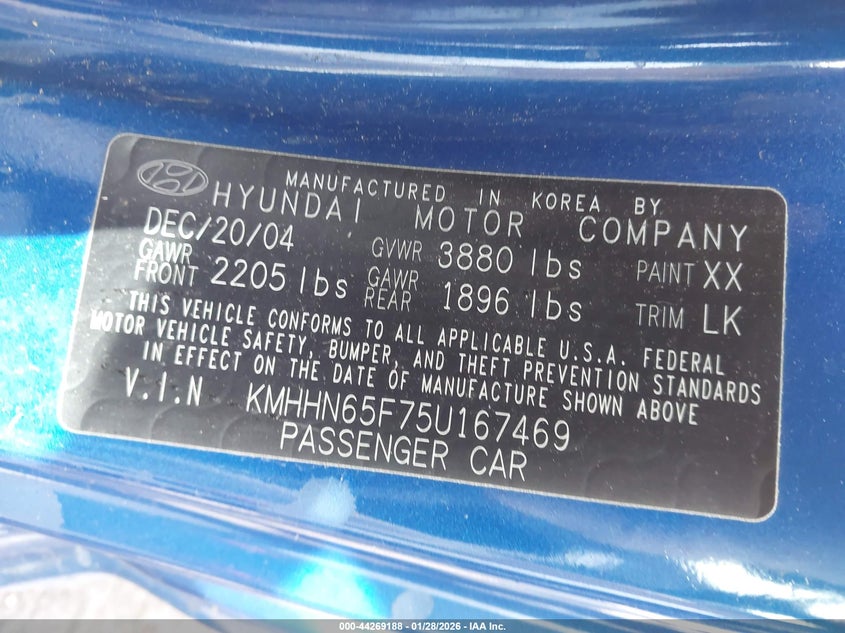 MANUFACTURED IN KOREA BY
HYUNDAI MOTOR COMPANY
DEC/20/04 GVWR 3880 lbs PAINT XX
GAWR FRONT 2205 lbs GAWR REAR 1896 lbs TRIM LK
THIS VEHICLE CONFORMS TO ALL APPLICABLE U.S.A. FEDERAL
MOTOR VEHICLE SAFETY, BUMPER, AND THEFT PREVENTION STANDARDS
IN EFFECT ON THE DATE OF MANUFACTURE SHOWN ABOVE
V.I.N KMHHN65F75U167469
PASSENGER CAR
000-44269188 - 01/28/2026 - IAA Inc.